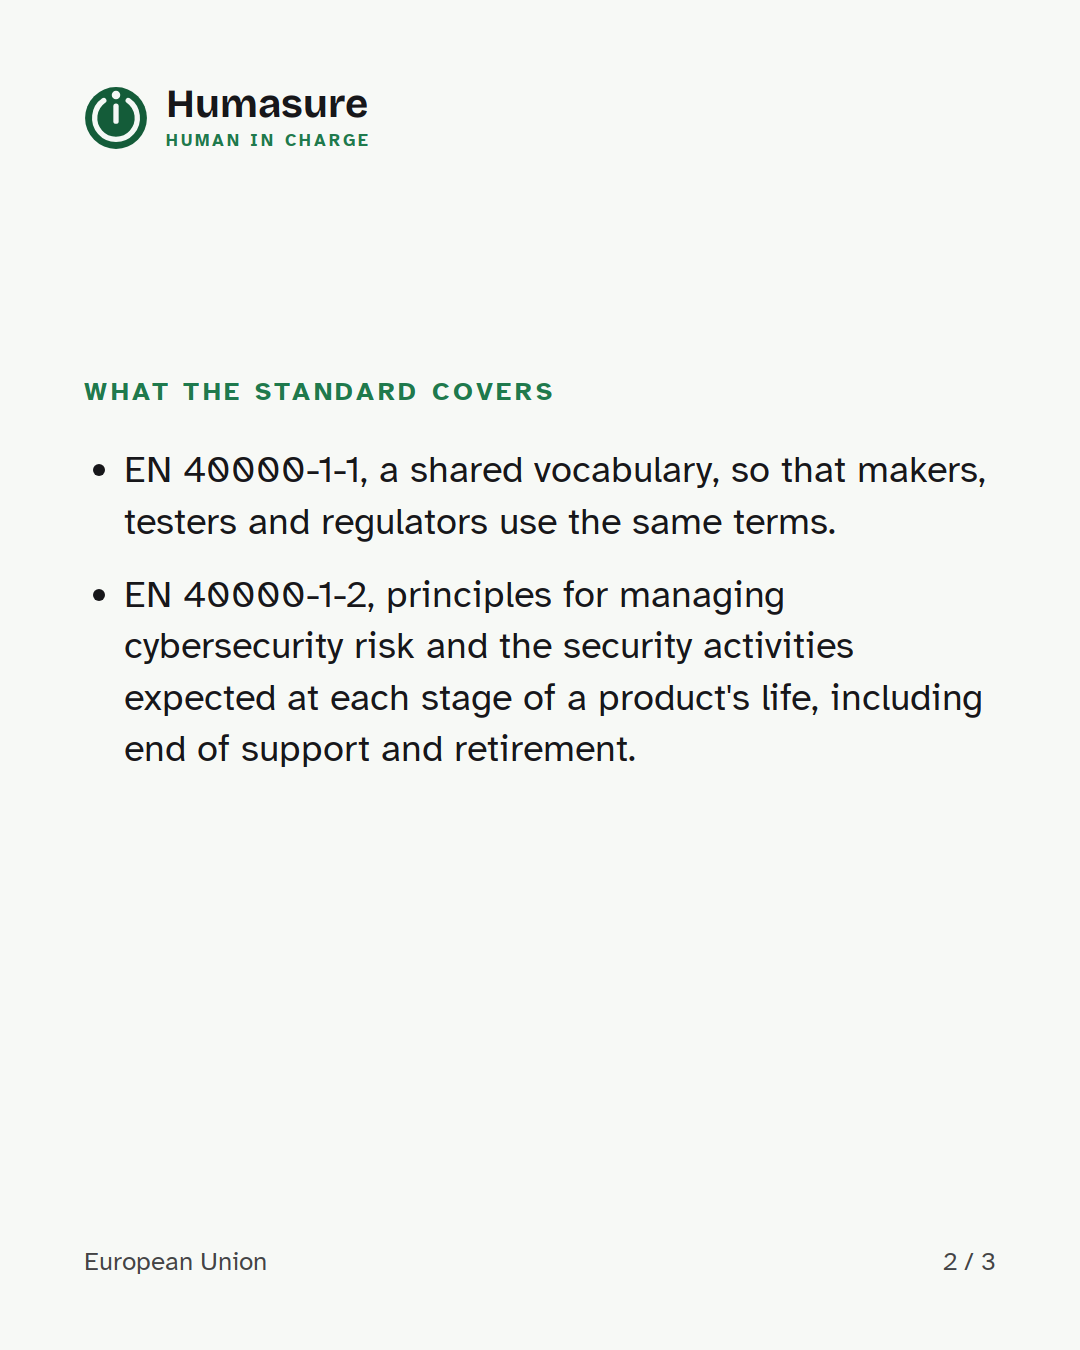 Humasure
HUMAN IN CHARGE
WHAT THE STANDARD COVERS
• EN 40000-1-1, a shared vocabulary, so that makers,
testers and regulators use the same terms.
• EN 40000-1-2, principles for managing
cybersecurity risk and the security activities
expected at each stage of a product's life, including
end of support and retirement.
European Union
2 / 3